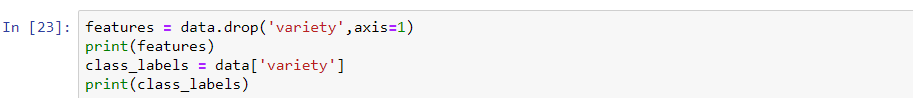 In [23]: features = data.drop('variety',axis=1)
print(features)
class_labels = data['variety']
print(class_labels)